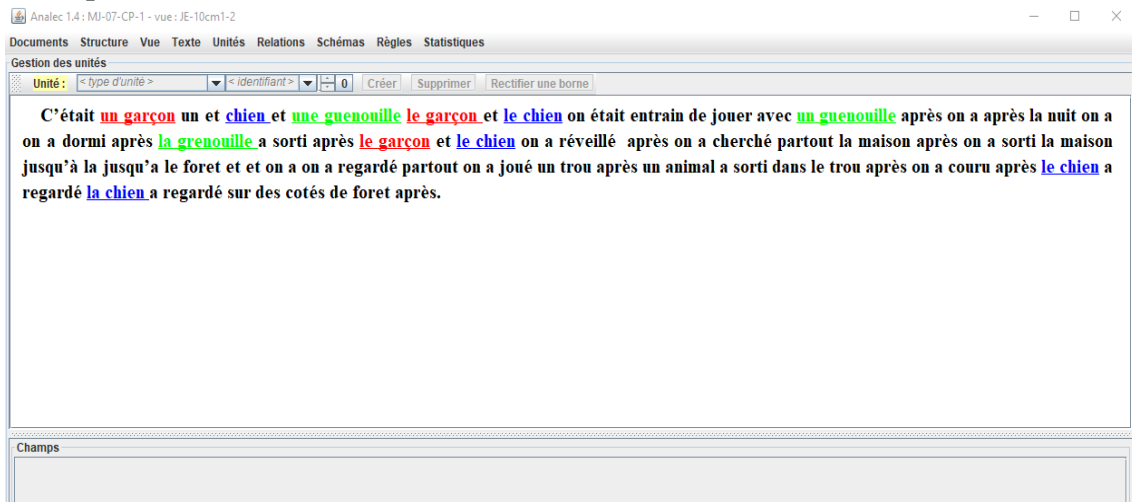 Analec 1.4 : MJ-07-CP-1 - vue : JE-10cm1-2
Documents Structure Vue Texte Unités Relations Schémas Règles Statistiques
Gestion des unités
Unité : < type d'unité > < identifiant > 0 Créer Supprimer Rectifier une borne
C'était un garçon un et chien et une guenouille le garçon et le chien on était entrain de jouer avec un guenouille après on a après la nuit on a
on a dormi après la grenouille a sorti après le garçon et le chien on a réveillé après on a cherché partout la maison après on a sorti la maison
jusqu'à la jusqu'a le foret et et on a on a regardé partout on a joué un trou après un animal a sorti dans le trou après on a couru après le chien a
regardé la chien a regardé sur des cotés de foret après.
Champs